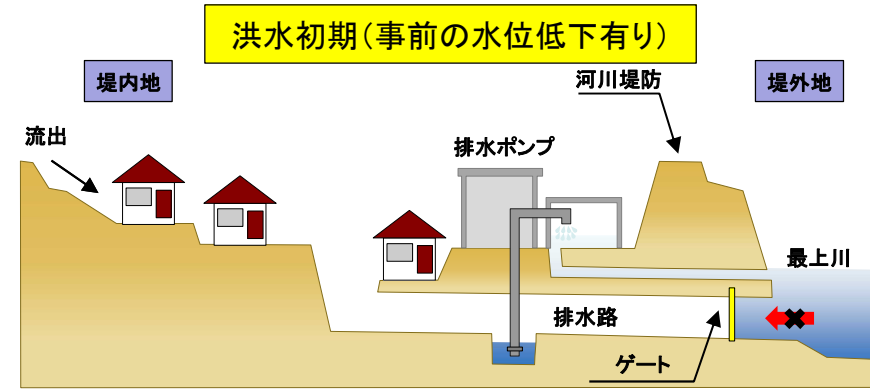 洪水初期(事前の水位低下有り)
堤内地
河川堤防
堤外地
流出
排水ポンプ
最上川
排水路
ゲート